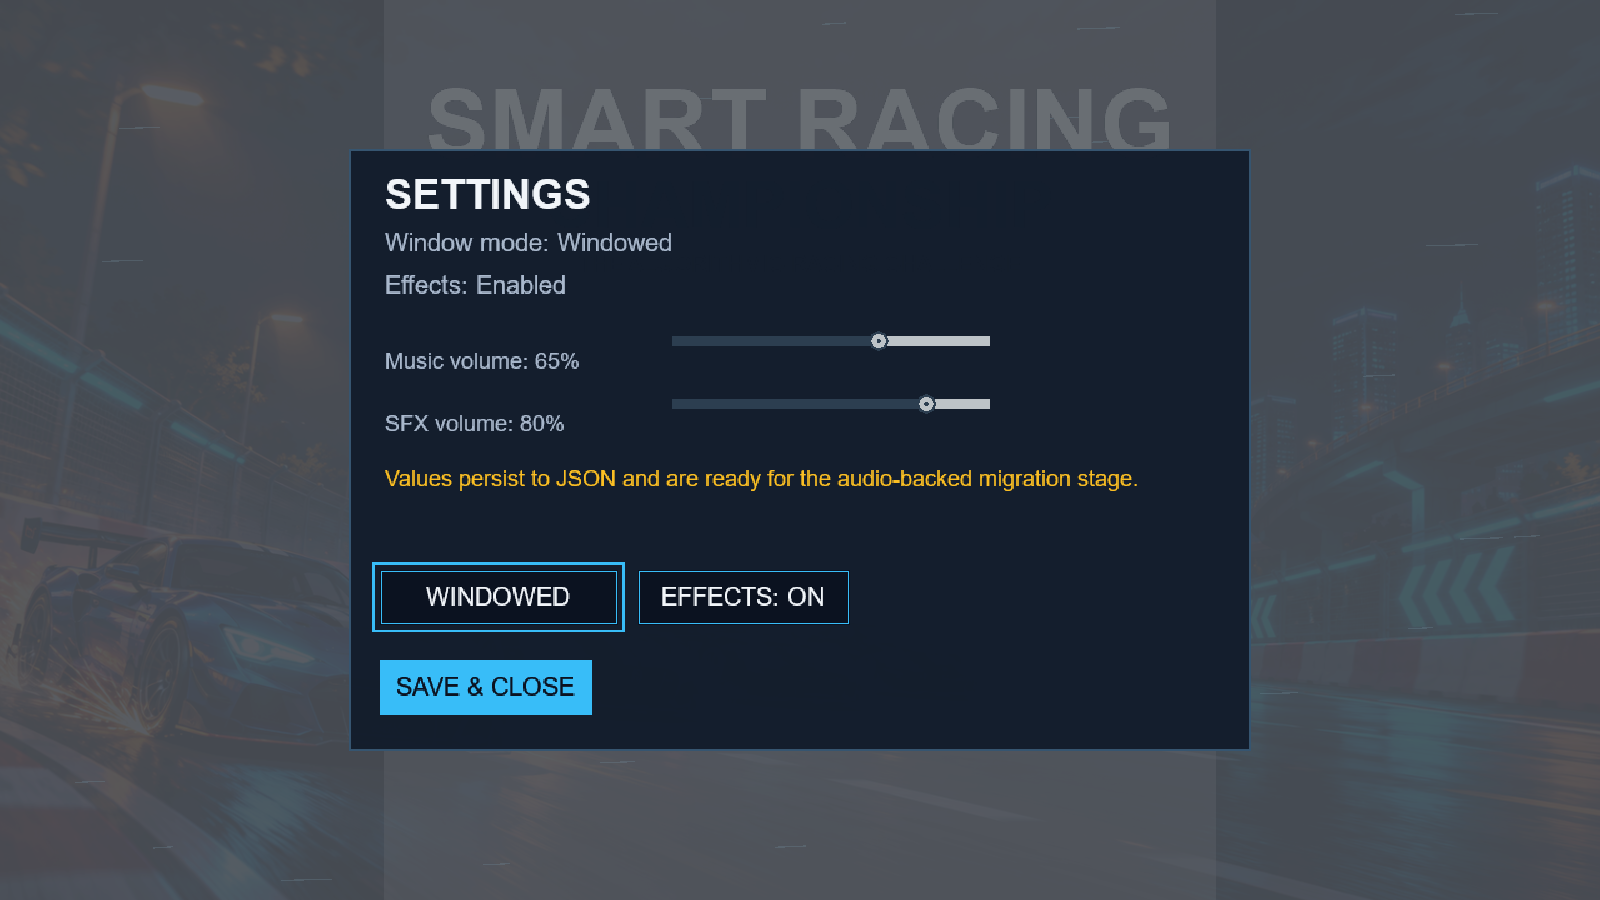 SMART RACING
CHAMPIONSHIP
SETTINGS
Window mode: Windowed
Effects: Enabled
Music volume: 65%
SFX volume: 80%
Values persist to JSON and are ready for the audio-backed migration stage.
WINDOWED
EFFECTS: ON
SAVE & CLOSE